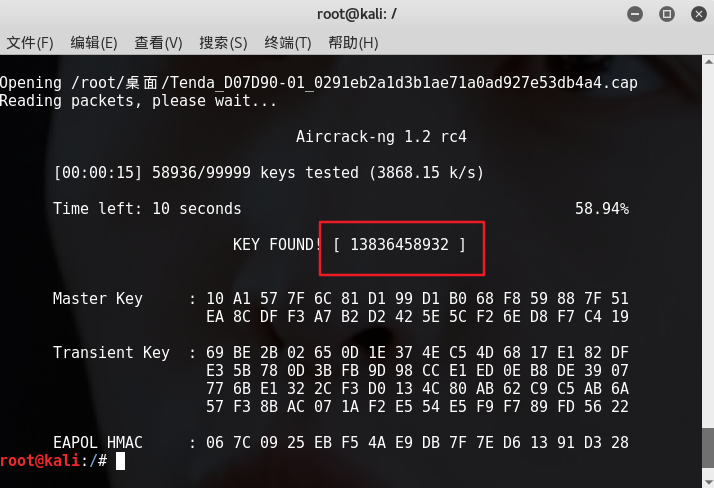 root@kali: /
文件(F) 编辑(E) 查看(V) 搜索(S) 终端(T) 帮助(H)
Opening /root/桌面/Tenda_D07D90-01_0291eb2a1d3b1ae71a0ad927e53db4a4.cap
Reading packets, please wait...
Aircrack-ng 1.2 rc4
[00:00:15] 58936/99999 keys tested (3868.15 k/s)
Time left: 10 seconds 58.94%
KEY FOUND! [ 13836458932 ]
Master Key : 10 A1 57 7F 6C 81 D1 99 D1 B0 68 F8 59 88 7F 51
EA 8C DF F3 A7 B2 D2 42 5E 5C F2 6E D8 F7 C4 19
Transient Key : 69 BE 2B 02 65 0D 1E 37 4E C5 4D 68 17 E1 82 DF
E3 5B 78 0D 3B FB 9D 98 CC E1 ED 0E B8 DE 39 07
77 6B E1 32 2C F3 D0 13 4C 80 AB 62 C9 C5 AB 6A
57 F3 8B AC 07 1A F2 E5 54 E5 F9 F7 89 FD 56 22
EAPOL HMAC : 06 7C 09 25 EB F5 4A E9 DB 7F 7E D6 13 91 D3 28
root@kali:/#